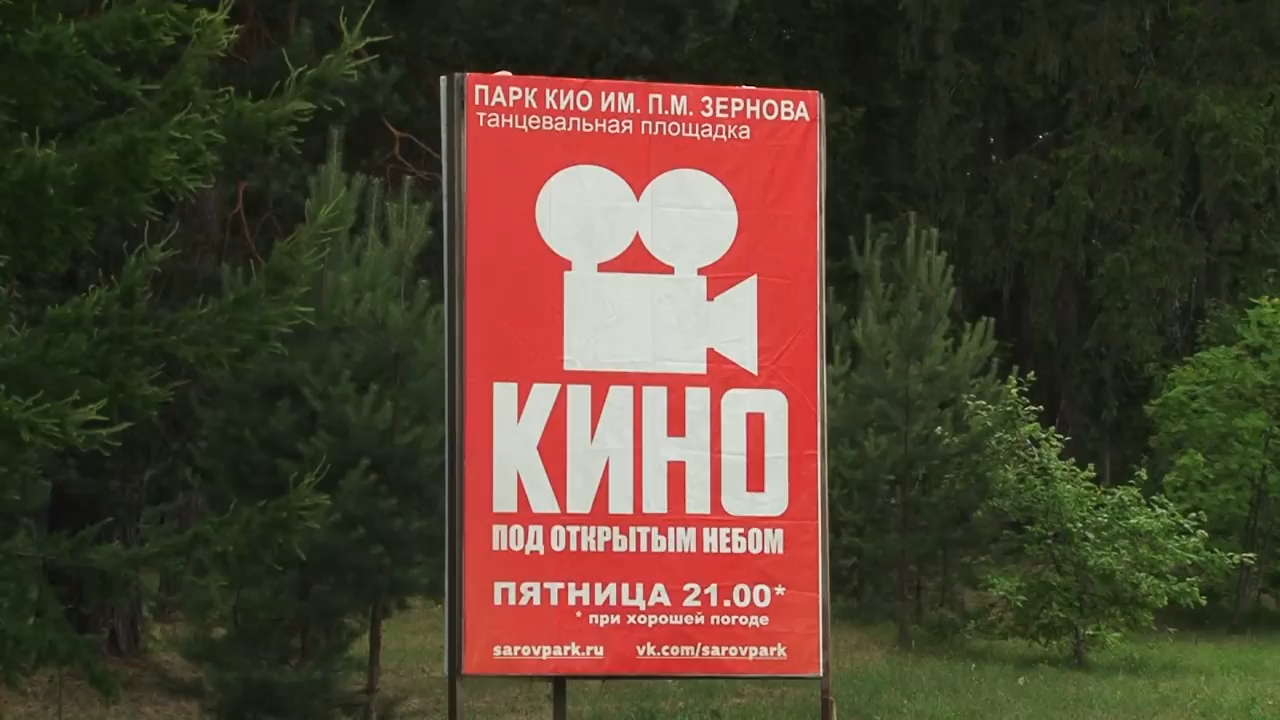 ПАРК КИО ИМ. П.М. ЗЕРНОВА
танцевальная площадка
КИНО
ПОД ОТКРЫТЫМ НЕБОМ
ПЯТНИЦА 21.00*
* при хорошей погоде
sarovpark.ru vk.com/sarovpark